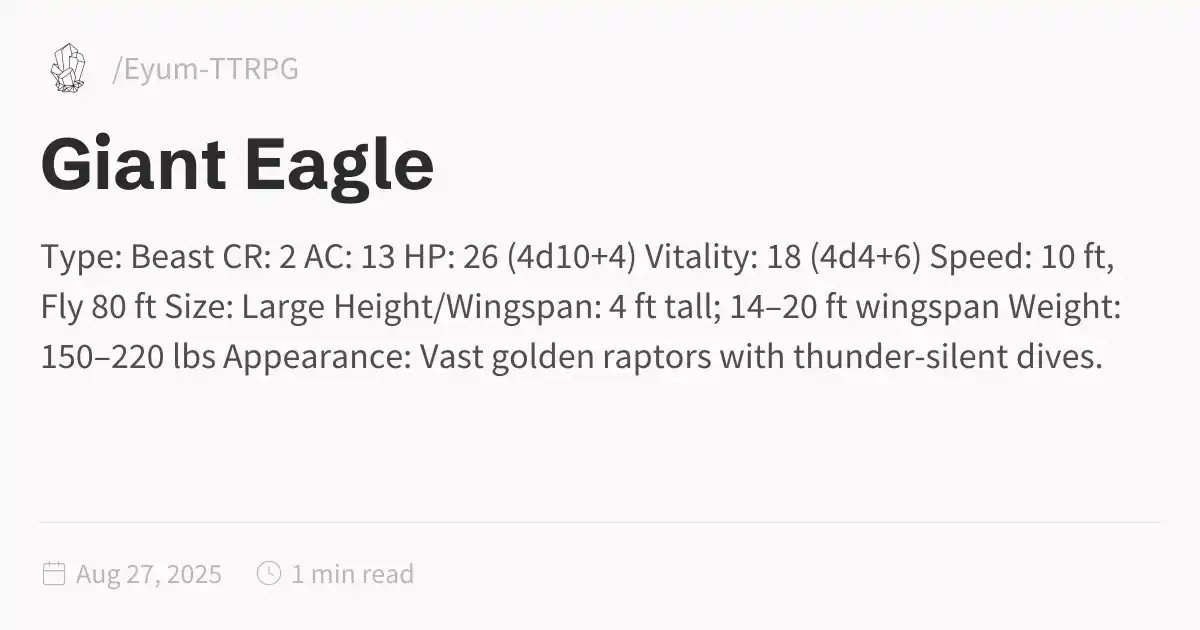 /Eyum-TTRPG
Giant Eagle
Type: Beast CR: 2 AC: 13 HP: 26 (4d10+4) Vitality: 18 (4d4+6) Speed: 10 ft,
Fly 80 ft Size: Large Height/Wingspan: 4 ft tall; 14–20 ft wingspan Weight:
150–220 lbs Appearance: Vast golden raptors with thunder-silent dives.
Aug 27, 2025 1 min read